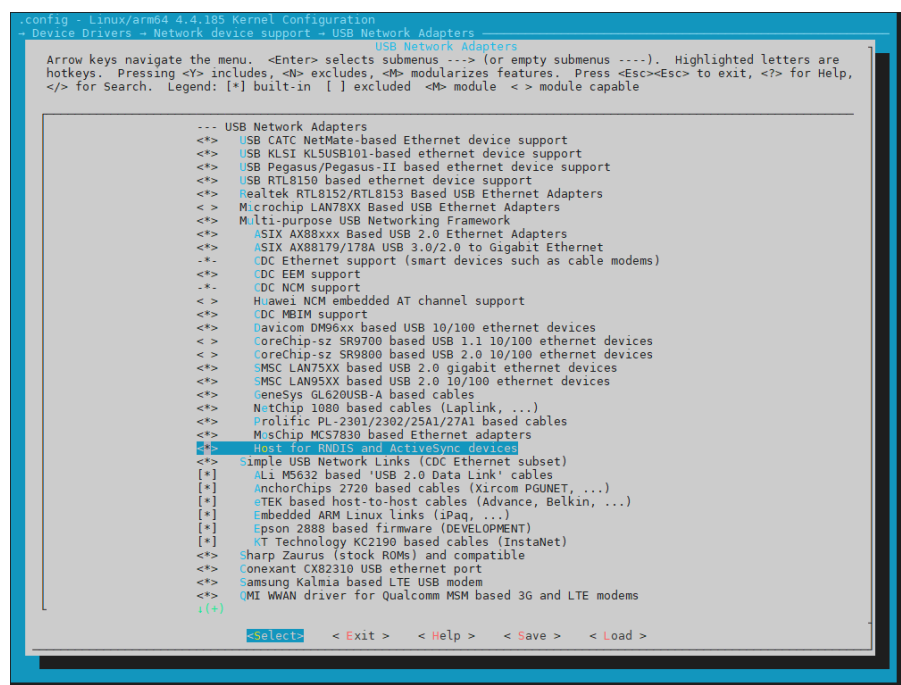 .config - Linux/arm64 4.4.185 Kernel Configuration
→ Device Drivers → Network device support → USB Network Adapters
USB Network Adapters
Arrow keys navigate the menu. <Enter> selects submenus ---> (or empty submenus ----). Highlighted letters are
hotkeys. Pressing <Y> includes, <N> excludes, <M> modularizes features. Press <Esc><Esc> to exit, <?> for Help,
</> for Search. Legend: [*] built-in [ ] excluded <M> module < > module capable
--- USB Network Adapters
<*> USB CATC NetMate-based Ethernet device support
<*> USB KLSI KL5USB101-based ethernet device support
<*> USB Pegasus/Pegasus-II based ethernet device support
<*> USB RTL8150 based ethernet device support
<*> Realtek RTL8152/RTL8153 Based USB Ethernet Adapters
< > Microchip LAN78XX Based USB Ethernet Adapters
<*> Multi-purpose USB Networking Framework
<*> ASIX AX88xxx Based USB 2.0 Ethernet Adapters
<*> ASIX AX88179/178A USB 3.0/2.0 to Gigabit Ethernet
-*- CDC Ethernet support (smart devices such as cable modems)
<*> CDC EEM support
-*- CDC NCM support
< > Huawei NCM embedded AT channel support
<*> CDC MBIM support
<*> Davicom DM96xx based USB 10/100 ethernet devices
< > CoreChip-sz SR9700 based USB 1.1 10/100 ethernet devices
< > CoreChip-sz SR9800 based USB 2.0 10/100 ethernet devices
<*> SMSC LAN75XX based USB 2.0 gigabit ethernet devices
<*> SMSC LAN95XX based USB 2.0 10/100 ethernet devices
<*> GeneSys GL620USB-A based cables
<*> NetChip 1080 based cables (Laplink, ...)
<*> Prolific PL-2301/2302/25A1/27A1 based cables
<*> MosChip MCS7830 based Ethernet adapters
<*> Host for RNDIS and ActiveSync devices
<*> Simple USB Network Links (CDC Ethernet subset)
[*] ALi M5632 based 'USB 2.0 Data Link' cables
[*] AnchorChips 2720 based cables (Xircom PGUNET, ...)
[*] eTEK based host-to-host cables (Advance, Belkin, ...)
[*] Embedded ARM Linux links (iPaq, ...)
[*] Epson 2888 based firmware (DEVELOPMENT)
[*] KT Technology KC2190 based cables (InstaNet)
<*> Sharp Zaurus (stock ROMs) and compatible
<*> Conexant CX82310 USB ethernet port
<*> Samsung Kalmia based LTE USB modem
<*> QMI WWAN driver for Qualcomm MSM based 3G and LTE modems
↓(+)
<Select> < Exit > < Help > < Save > < Load >